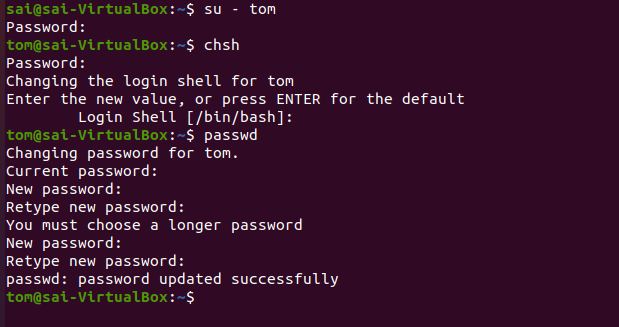 sai@sai-VirtualBox:~$ su - tom
Password:
tom@sai-VirtualBox:~$ chsh
Password:
Changing the login shell for tom
Enter the new value, or press ENTER for the default
        Login Shell [/bin/bash]:
tom@sai-VirtualBox:~$ passwd
Changing password for tom.
Current password:
New password:
Retype new password:
You must choose a longer password
New password:
Retype new password:
passwd: password updated successfully
tom@sai-VirtualBox:~$